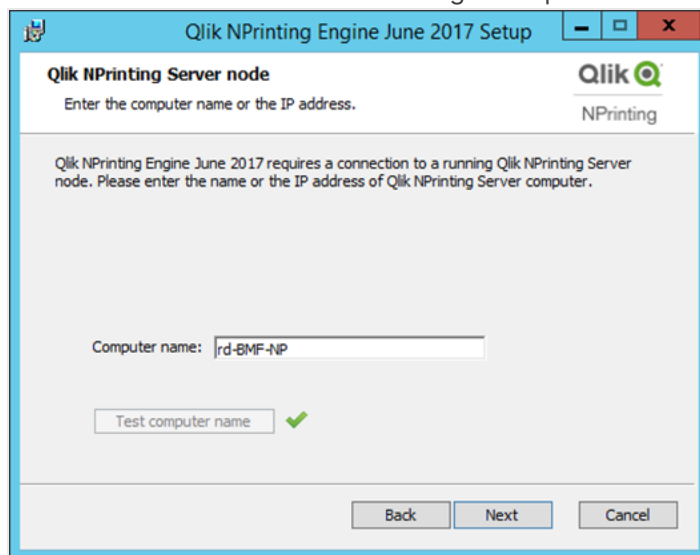 Qlik NPrinting Engine June 2017 Setup
Qlik NPrinting Server node
Enter the computer name or the IP address.
Qlik
NPrinting
Qlik NPrinting Engine June 2017 requires a connection to a running Qlik NPrinting Server
node. Please enter the name or the IP address of Qlik NPrinting Server computer.
Computer name: rd-BMF-NP
Test computer name
Back Next Cancel